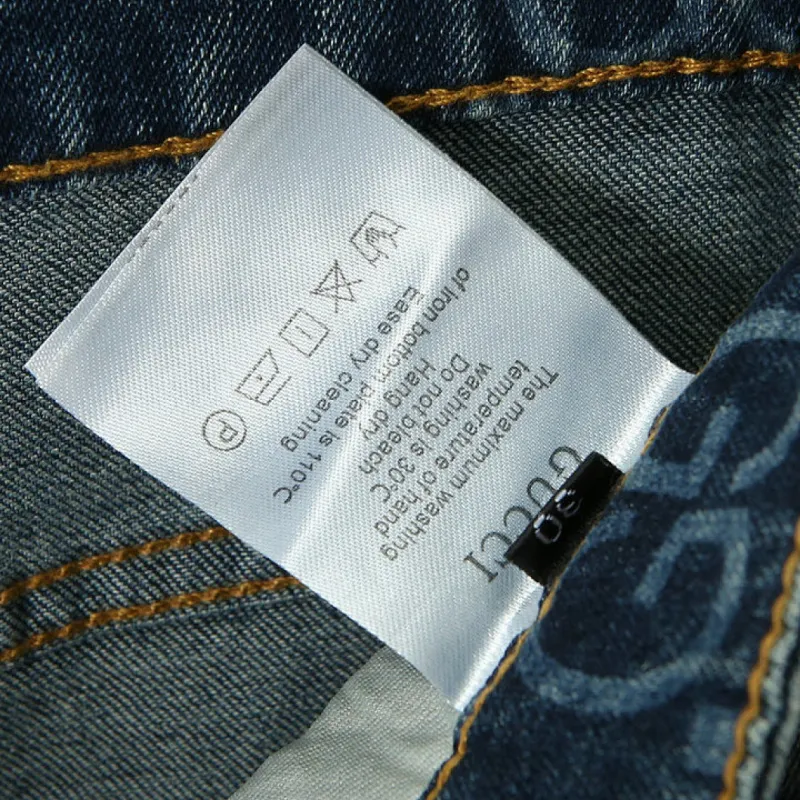 GUCCI
30
The maximum washing
temperature of hand
washing is 30℃
Do not bleach
Hang dry
of Iron bottom plate is 110℃
Ease dry cleaning
P